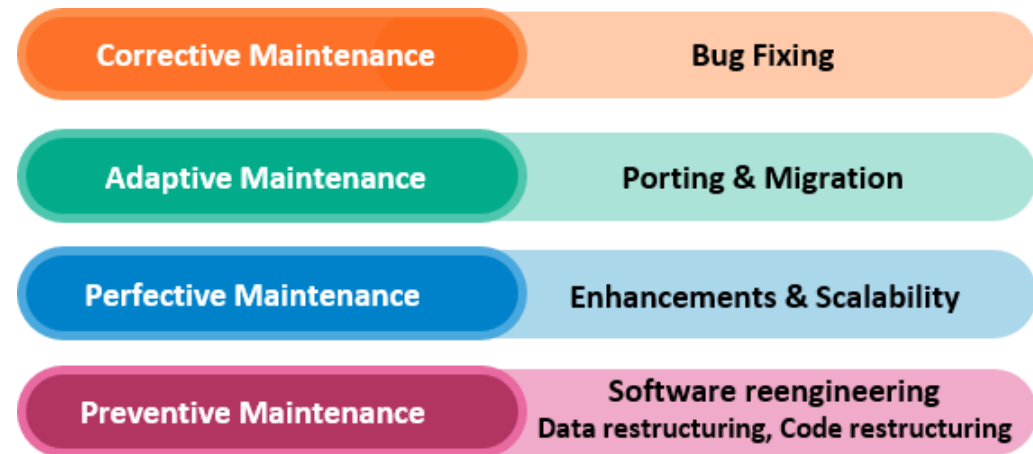 Corrective Maintenance
Bug Fixing
Adaptive Maintenance
Porting & Migration
Perfective Maintenance
Enhancements & Scalability
Preventive Maintenance
Software reengineering
Data restructuring, Code restructuring